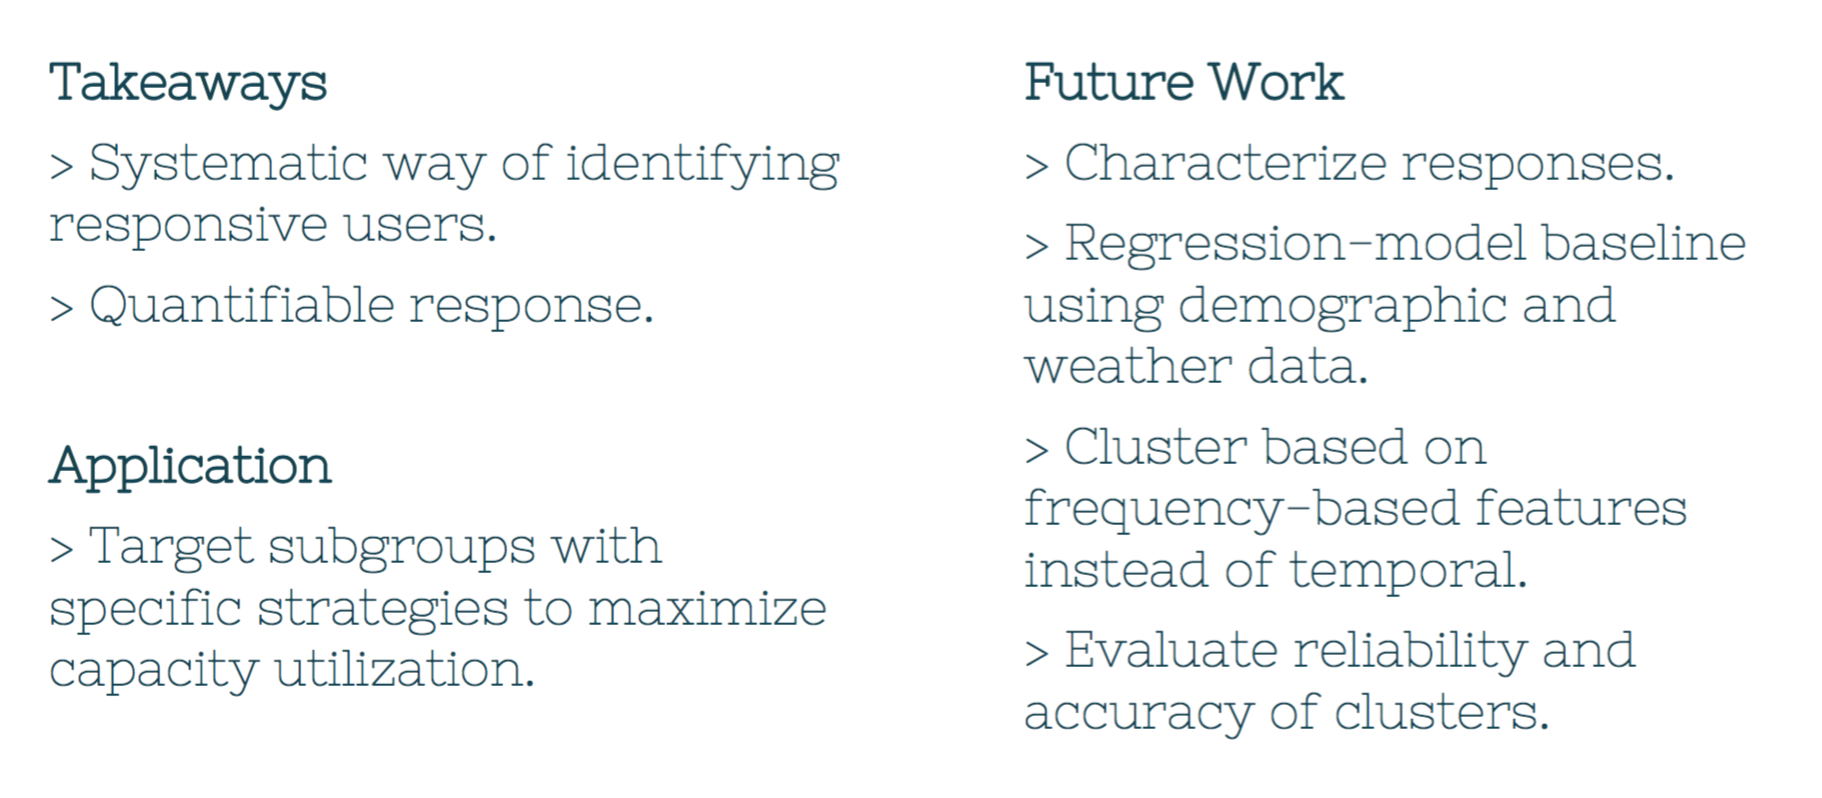 Takeaways
> Systematic way of identifying
responsive users.
> Quantifiable response.
Application
> Target subgroups with
specific strategies to maximize
capacity utilization.
Future Work
> Characterize responses.
> Regression-model baseline
using demographic and
weather data.
> Cluster based on
frequency-based features
instead of temporal.
> Evaluate reliability and
accuracy of clusters.